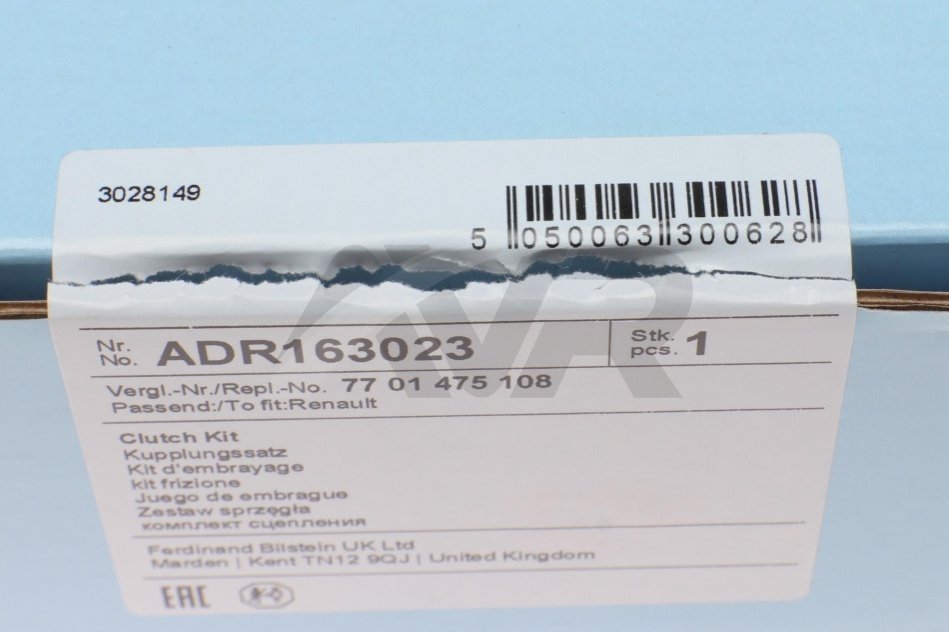 3028149
5 050063 300628
Nr.
No. ADR163023
Stk.
pcs. 1
Vergl.-Nr./Repl.-No. 77 01 475 108
Passend:/To fit:Renault
Clutch Kit
Kupplungssatz
Kit d'embrayage
kit frizione
Juego de embrague
Zestaw sprzęgła
комплект сцепления
Ferdinand Bilstein UK Ltd
Marden | Kent TN12 9QJ | United Kingdom
EAC